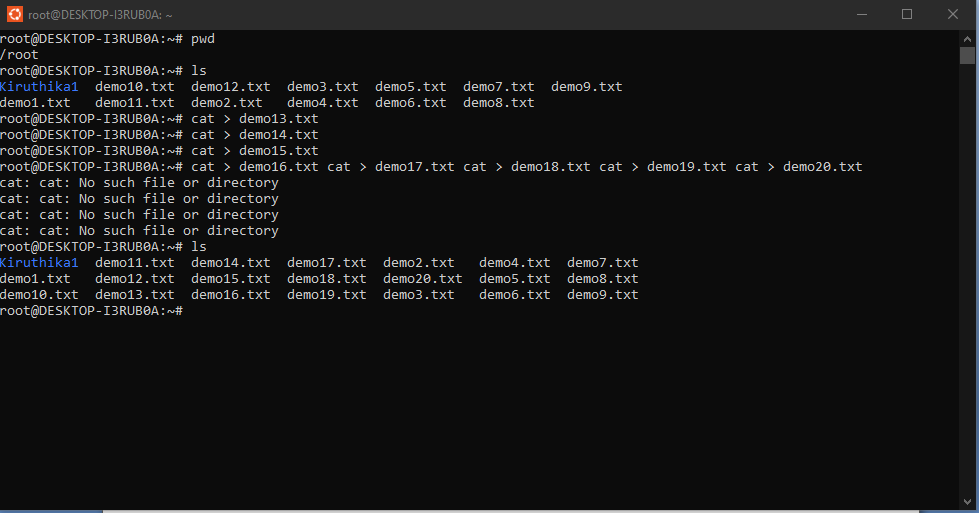 root@DESKTOP-I3RUB0A: ~
root@DESKTOP-I3RUB0A:~# pwd
/root
root@DESKTOP-I3RUB0A:~# ls
Kiruthika1  demo10.txt  demo12.txt  demo3.txt  demo5.txt  demo7.txt  demo9.txt
demo1.txt   demo11.txt  demo2.txt   demo4.txt  demo6.txt  demo8.txt
root@DESKTOP-I3RUB0A:~# cat > demo13.txt
root@DESKTOP-I3RUB0A:~# cat > demo14.txt
root@DESKTOP-I3RUB0A:~# cat > demo15.txt
root@DESKTOP-I3RUB0A:~# cat > demo16.txt cat > demo17.txt cat > demo18.txt cat > demo19.txt cat > demo20.txt
cat: cat: No such file or directory
cat: cat: No such file or directory
cat: cat: No such file or directory
cat: cat: No such file or directory
root@DESKTOP-I3RUB0A:~# ls
Kiruthika1  demo11.txt  demo14.txt  demo17.txt  demo2.txt   demo4.txt  demo7.txt
demo1.txt   demo12.txt  demo15.txt  demo18.txt  demo20.txt  demo5.txt  demo8.txt
demo10.txt  demo13.txt  demo16.txt  demo19.txt  demo3.txt   demo6.txt  demo9.txt
root@DESKTOP-I3RUB0A:~#